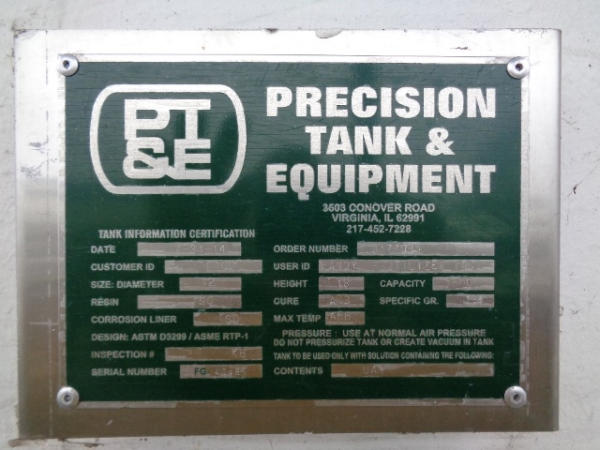 PT
&E
PRECISION
TANK &
EQUIPMENT
3503 CONOVER ROAD
VIRGINIA, IL 62991
217-452-7228
TANK INFORMATION CERTIFICATION
DATE
ORDER NUMBER
CUSTOMER ID
USER ID
SIZE: DIAMETER
HEIGHT
CAPACITY
RESIN
CURE
SPECIFIC GR.
CORROSION LINER
MAX TEMP
DESIGN: ASTM D3299 / ASME RTP-1
PRESSURE: USE AT NORMAL AIR PRESSURE
DO NOT PRESSURIZE TANK OR CREATE VACUUM IN TANK
INSPECTION #
TANK TO BE USED ONLY WITH SOLUTION CONTAINING THE FOLLOWING:
SERIAL NUMBER FG
CONTENTS